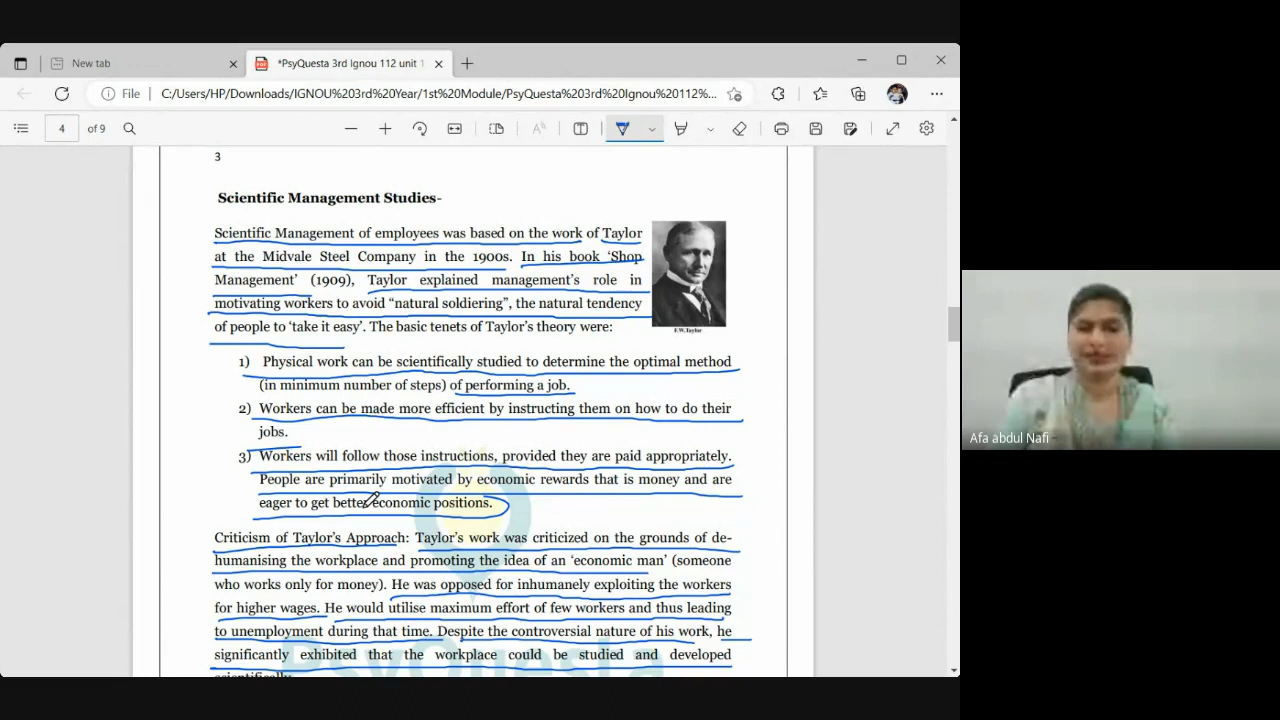 New tab
*PsyQuesta 3rd Ignou 112 unit 1
File
C:/Users/HP/Downloads/IGNOU%203rd%20Year/1st%20Module/PsyQuesta%203rd%20Ignou%20112%...
4 of 9
3
Scientific Management Studies-
Scientific Management of employees was based on the work of Taylor
at the Midvale Steel Company in the 1900s. In his book ‘Shop
Management’ (1909), Taylor explained management’s role in
motivating workers to avoid “natural soldiering”, the natural tendency
of people to ‘take it easy’. The basic tenets of Taylor’s theory were:
F.W.Taylor
1) Physical work can be scientifically studied to determine the optimal method
(in minimum number of steps) of performing a job.
2) Workers can be made more efficient by instructing them on how to do their
jobs.
3) Workers will follow those instructions, provided they are paid appropriately.
People are primarily motivated by economic rewards that is money and are
eager to get better economic positions.
Criticism of Taylor’s Approach: Taylor’s work was criticized on the grounds of de-
humanising the workplace and promoting the idea of an ‘economic man’ (someone
who works only for money). He was opposed for inhumanely exploiting the workers
for higher wages. He would utilise maximum effort of few workers and thus leading
to unemployment during that time. Despite the controversial nature of his work, he
significantly exhibited that the workplace could be studied and developed
scientifically
PsyQuesta
Afa abdul Nafi